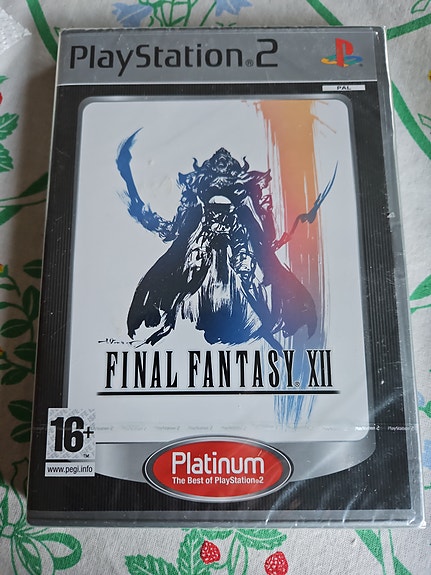 PlayStation®2
PAL
FINAL FANTASY® XII
16+
www.pegi.info
Platinum
The Best of PlayStation®2